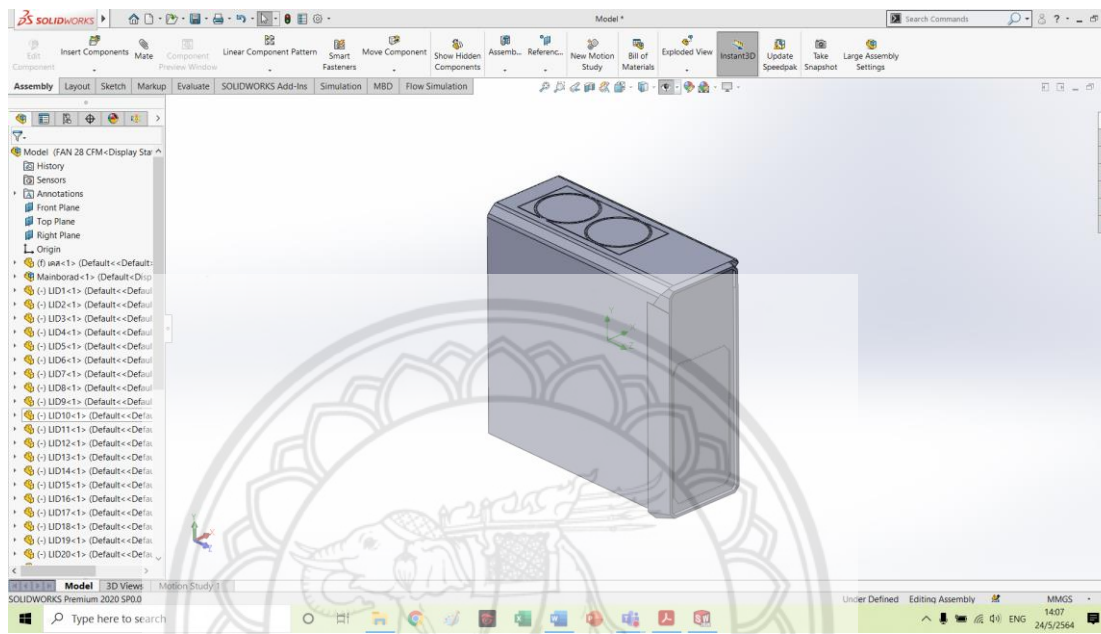 SOLIDWORKS
Model *
Search Commands
Edit Component
Insert Components
Mate
Component Preview Window
Linear Component Pattern
Smart Fasteners
Move Component
Show Hidden Components
Assemb...
Referenc...
New Motion Study
Bill of Materials
Exploded View
Instant3D
Update Speedpak
Take Snapshot
Large Assembly Settings
Assembly Layout Sketch Markup Evaluate SOLIDWORKS Add-Ins Simulation MBD Flow Simulation
Model (FAN 28 CFM<Display Sta
History
Sensors
Annotations
Front Plane
Top Plane
Right Plane
Origin
(f) เคส<1> (Default<<Default
Mainborad<1> (Default<Disp
(-) LID1<1> (Default<<Defaul
(-) LID2<1> (Default<<Defaul
(-) LID3<1> (Default<<Defaul
(-) LID4<1> (Default<<Defaul
(-) LID5<1> (Default<<Defaul
(-) LID6<1> (Default<<Defaul
(-) LID7<1> (Default<<Defaul
(-) LID8<1> (Default<<Defaul
(-) LID9<1> (Default<<Defaul
(-) LID10<1> (Default<<Defau
(-) LID11<1> (Default<<Defau
(-) LID12<1> (Default<<Defau
(-) LID13<1> (Default<<Defau
(-) LID14<1> (Default<<Defau
(-) LID15<1> (Default<<Defau
(-) LID16<1> (Default<<Defau
(-) LID17<1> (Default<<Defau
(-) LID18<1> (Default<<Defau
(-) LID19<1> (Default<<Defau
(-) LID20<1> (Default<<Defau
Model 3D Views Motion Study 1
SOLIDWORKS Premium 2020 SP0.0
Under Defined Editing Assembly MMGS
Type here to search
ENG
14:07
24/5/2564